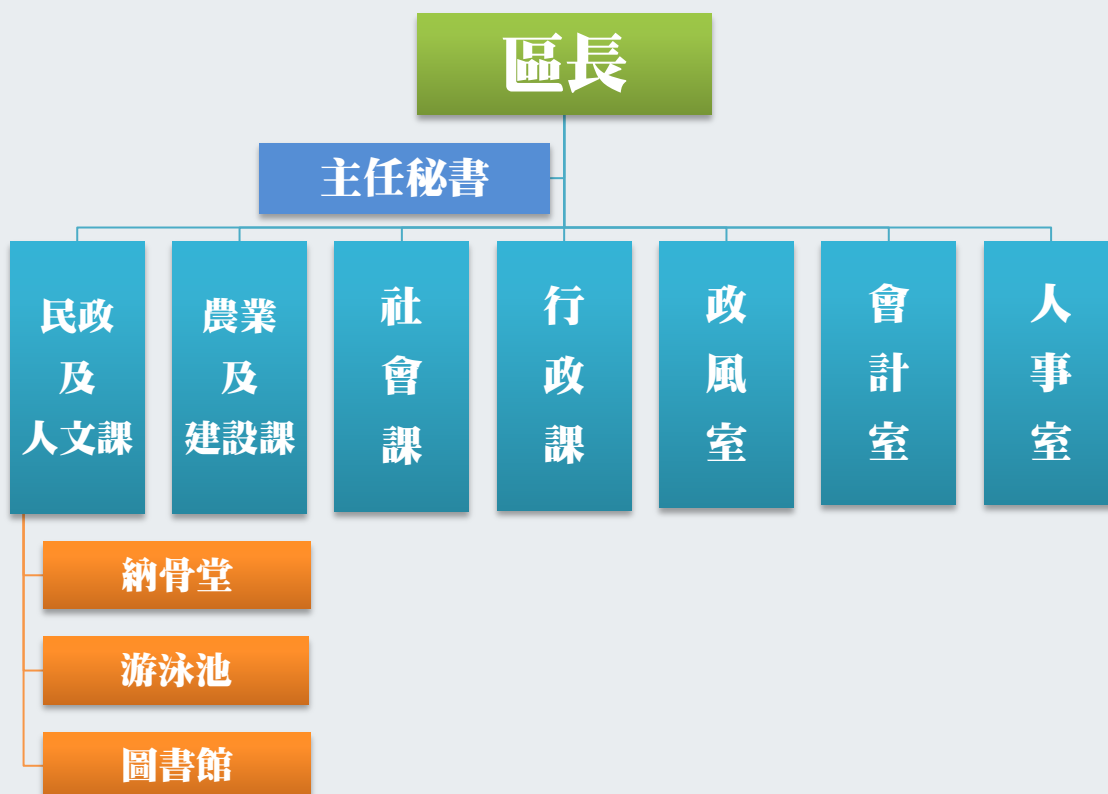 區長
主任秘書
民政
及
人文課
農業
及
建設課
社
會
課
行
政
課
政
風
室
會
計
室
人
事
室
納骨堂
游泳池
圖書館